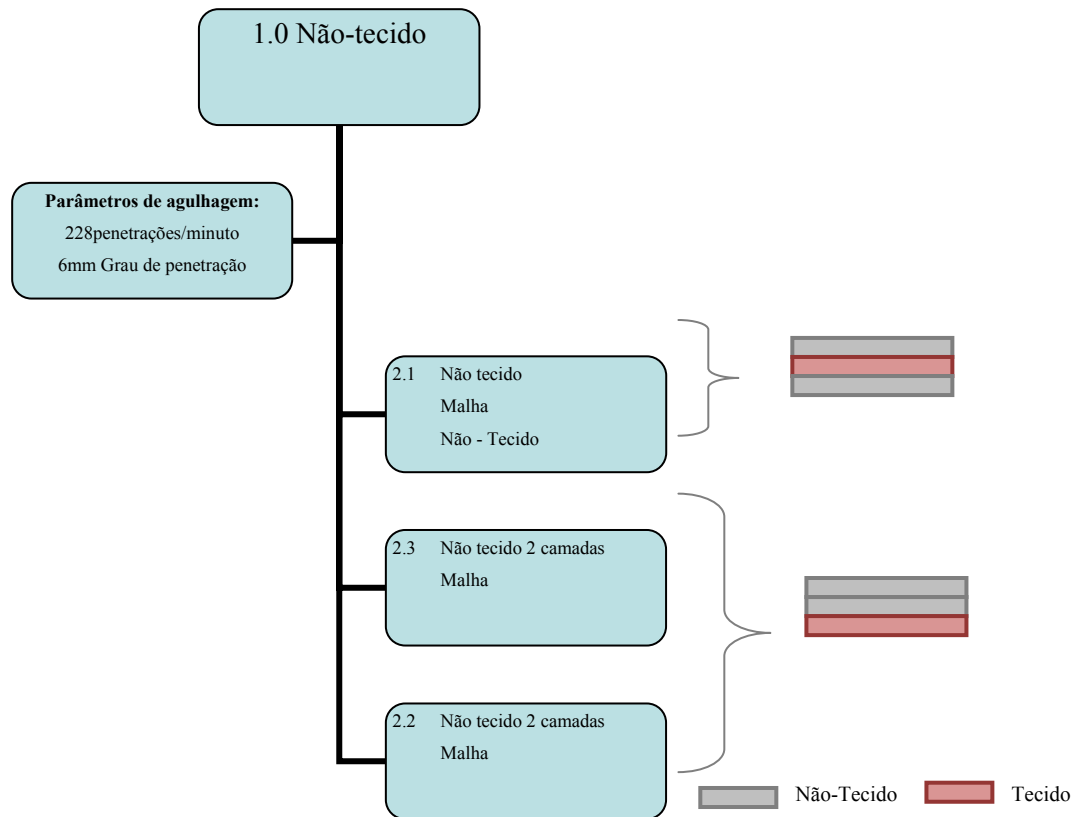 1.0 Não-tecido
Parâmetros de agulhagem:
228penetrações/minuto
6mm Grau de penetração
2.1 Não tecido
Malha
Não - Tecido
2.3 Não tecido 2 camadas
Malha
2.2 Não tecido 2 camadas
Malha
Não-Tecido
Tecido